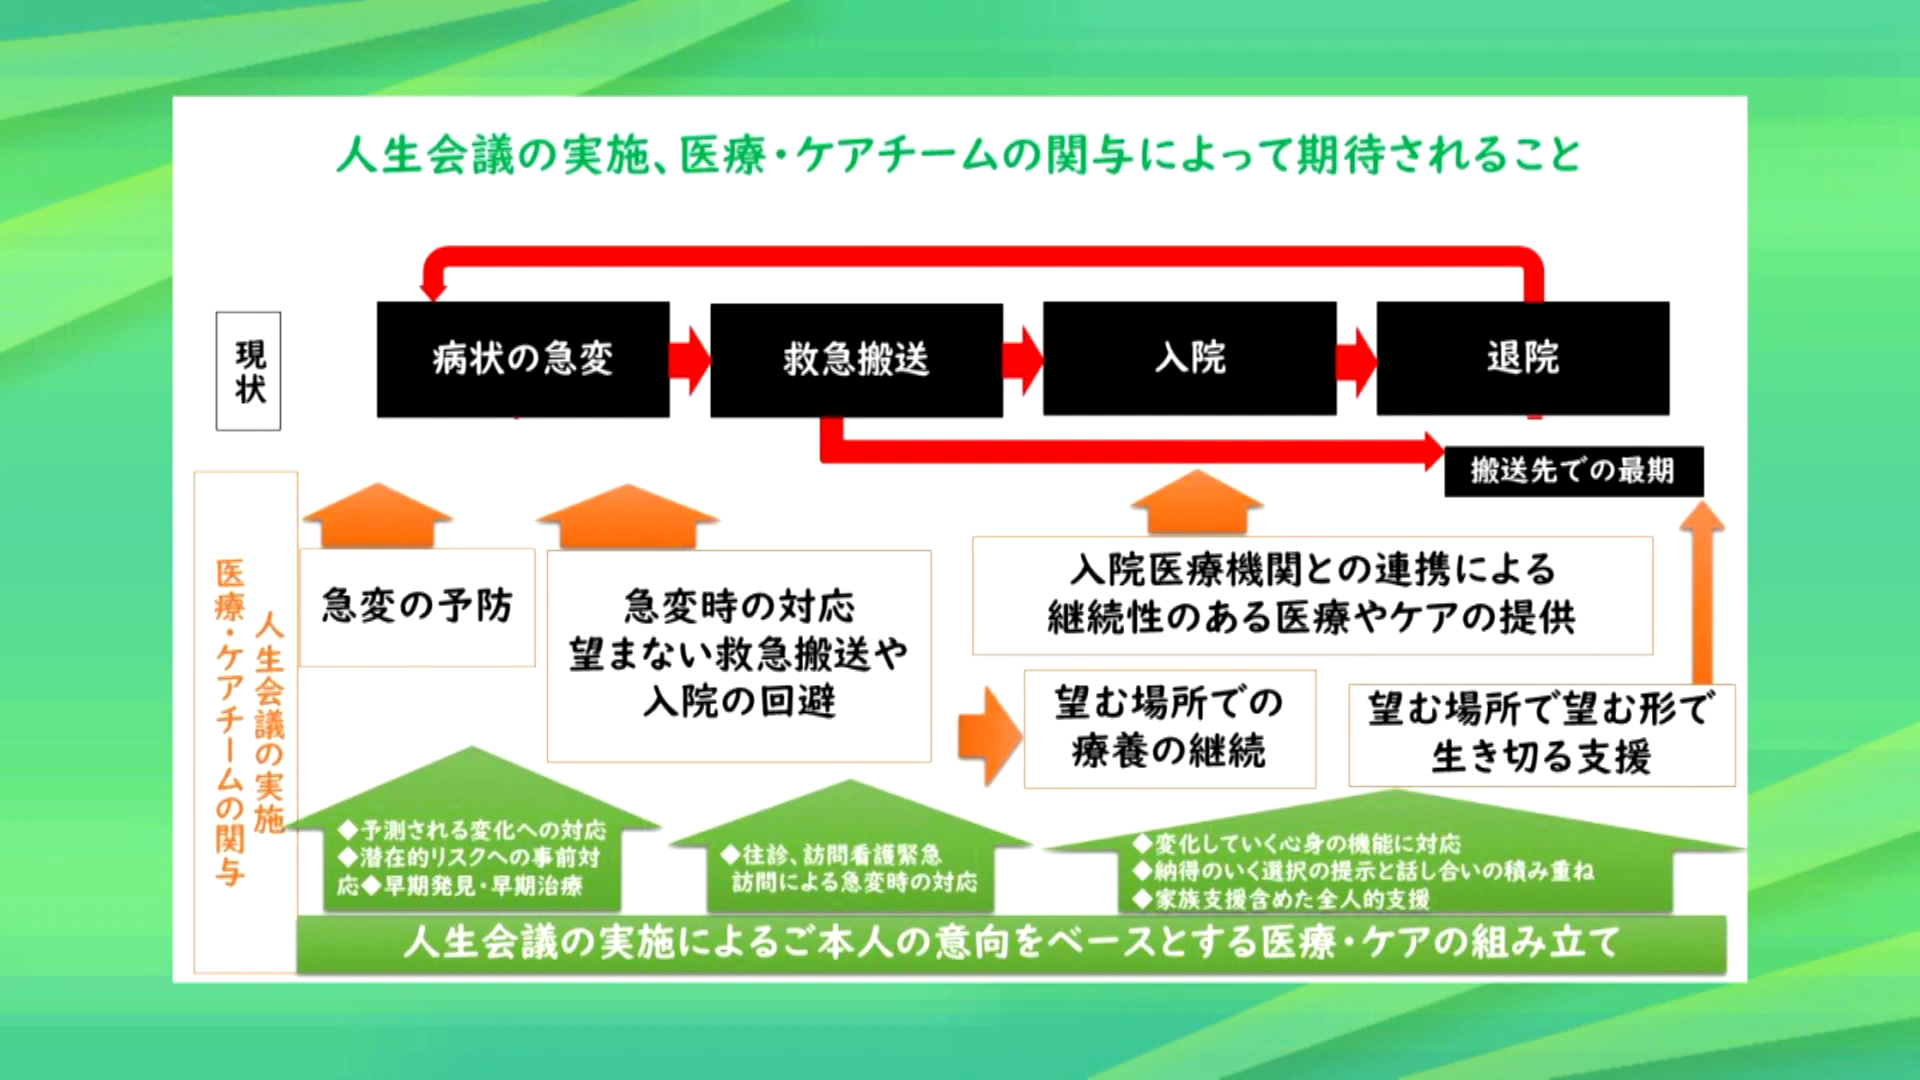 人生会議の実施、医療・ケアチームの関与によって期待されること
現状
病状の急変
救急搬送
入院
退院
搬送先での最期
人生会議の実施
医療・ケアチームの関与
急変の予防
急変時の対応
望まない救急搬送や
入院の回避
入院医療機関との連携による
継続性のある医療やケアの提供
望む場所での
療養の継続
望む場所で望む形で
生き切る支援
◆予測される変化への対応
◆潜在的リスクへの事前対
応◆早期発見・早期治療
◆往診、訪問看護緊急
訪問による急変時の対応
◆変化していく心身の機能に対応
◆納得のいく選択の提示と話し合いの積み重ね
◆家族支援含めた全人的支援
人生会議の実施によるご本人の意向をベースとする医療・ケアの組み立て